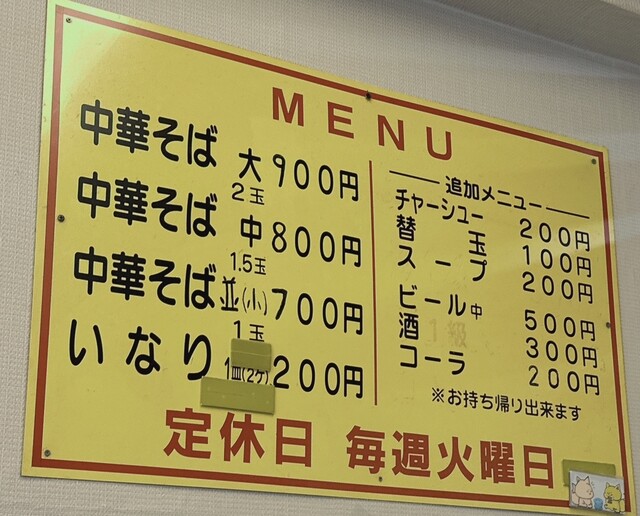 MENU
中華そば 大 900円
2玉
中華そば 中 800円
1.5玉
中華そば 並(小) 700円
1玉
いなり 1皿(2ケ) 200円
追加メニュー
チャーシュー 200円
替玉 100円
スープ 200円
ビール中 500円
酒 1級 300円
コーラ 200円
※お持ち帰り出来ます
定休日 毎週火曜日